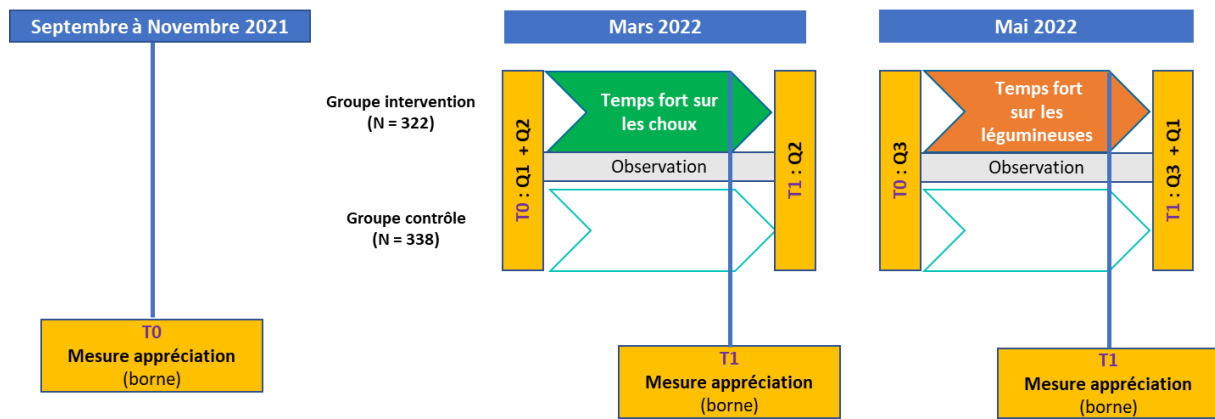 Septembre à Novembre 2021
Mars 2022
Mai 2022
Groupe intervention
(N = 322)
T0 : Q1 + Q2
Temps fort sur
les choux
Observation
T1 : Q2
T0 : Q3
Temps fort
sur les
légumineuses
Observation
T1 : Q3 + Q1
Groupe contrôle
(N = 338)
T0
Mesure appréciation
(borne)
T1
Mesure appréciation
(borne)
T1
Mesure appréciation
(borne)